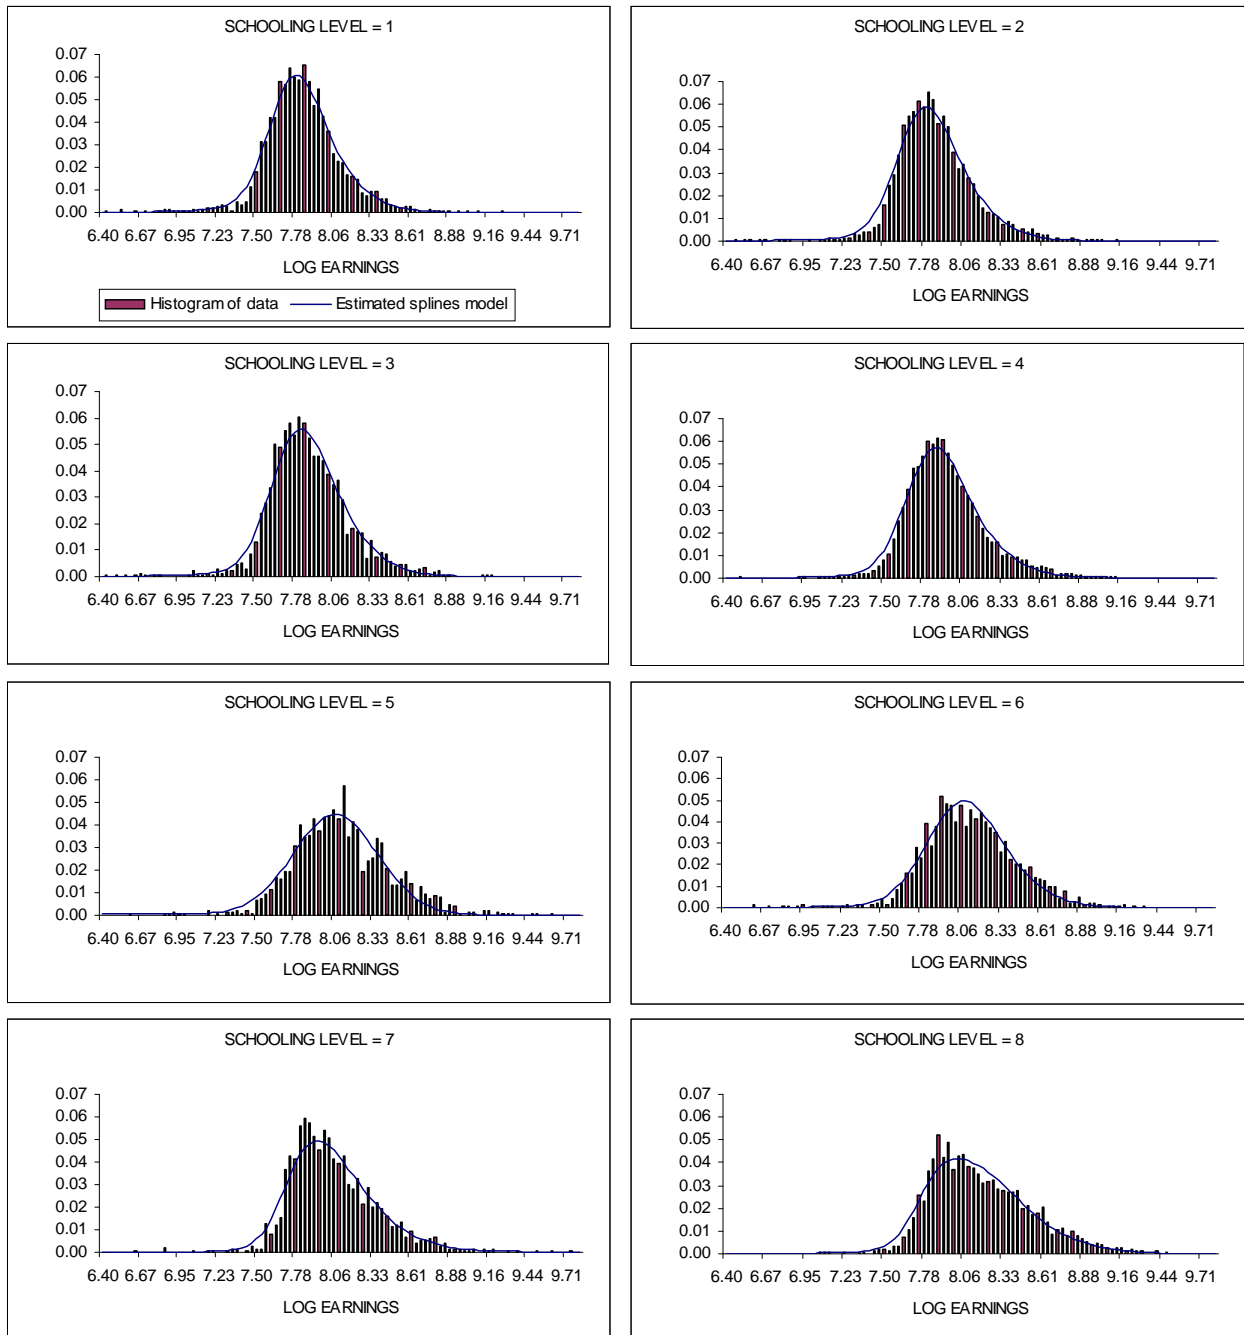 SCHOOLING LEVEL = 1
0.07
0.06
0.05
0.04
0.03
0.02
0.01
0.00
6.40 6.67 6.95 7.23 7.50 7.78 8.06 8.33 8.61 8.88 9.16 9.44 9.71
LOG EARNINGS
Histogram of data Estimated splines model
SCHOOLING LEVEL = 2
0.07
0.06
0.05
0.04
0.03
0.02
0.01
0.00
6.40 6.67 6.95 7.23 7.50 7.78 8.06 8.33 8.61 8.88 9.16 9.44 9.71
LOG EARNINGS
SCHOOLING LEVEL = 3
0.07
0.06
0.05
0.04
0.03
0.02
0.01
0.00
6.40 6.67 6.95 7.23 7.50 7.78 8.06 8.33 8.61 8.88 9.16 9.44 9.71
LOG EARNINGS
SCHOOLING LEVEL = 4
0.07
0.06
0.05
0.04
0.03
0.02
0.01
0.00
6.40 6.67 6.95 7.23 7.50 7.78 8.06 8.33 8.61 8.88 9.16 9.44 9.71
LOG EARNINGS
SCHOOLING LEVEL = 5
0.07
0.06
0.05
0.04
0.03
0.02
0.01
0.00
6.40 6.67 6.95 7.23 7.50 7.78 8.06 8.33 8.61 8.88 9.16 9.44 9.71
LOG EARNINGS
SCHOOLING LEVEL = 6
0.07
0.06
0.05
0.04
0.03
0.02
0.01
0.00
6.40 6.67 6.95 7.23 7.50 7.78 8.06 8.33 8.61 8.88 9.16 9.44 9.71
LOG EARNINGS
SCHOOLING LEVEL = 7
0.07
0.06
0.05
0.04
0.03
0.02
0.01
0.00
6.40 6.67 6.95 7.23 7.50 7.78 8.06 8.33 8.61 8.88 9.16 9.44 9.71
LOG EARNINGS
SCHOOLING LEVEL = 8
0.07
0.06
0.05
0.04
0.03
0.02
0.01
0.00
6.40 6.67 6.95 7.23 7.50 7.78 8.06 8.33 8.61 8.88 9.16 9.44 9.71
LOG EARNINGS